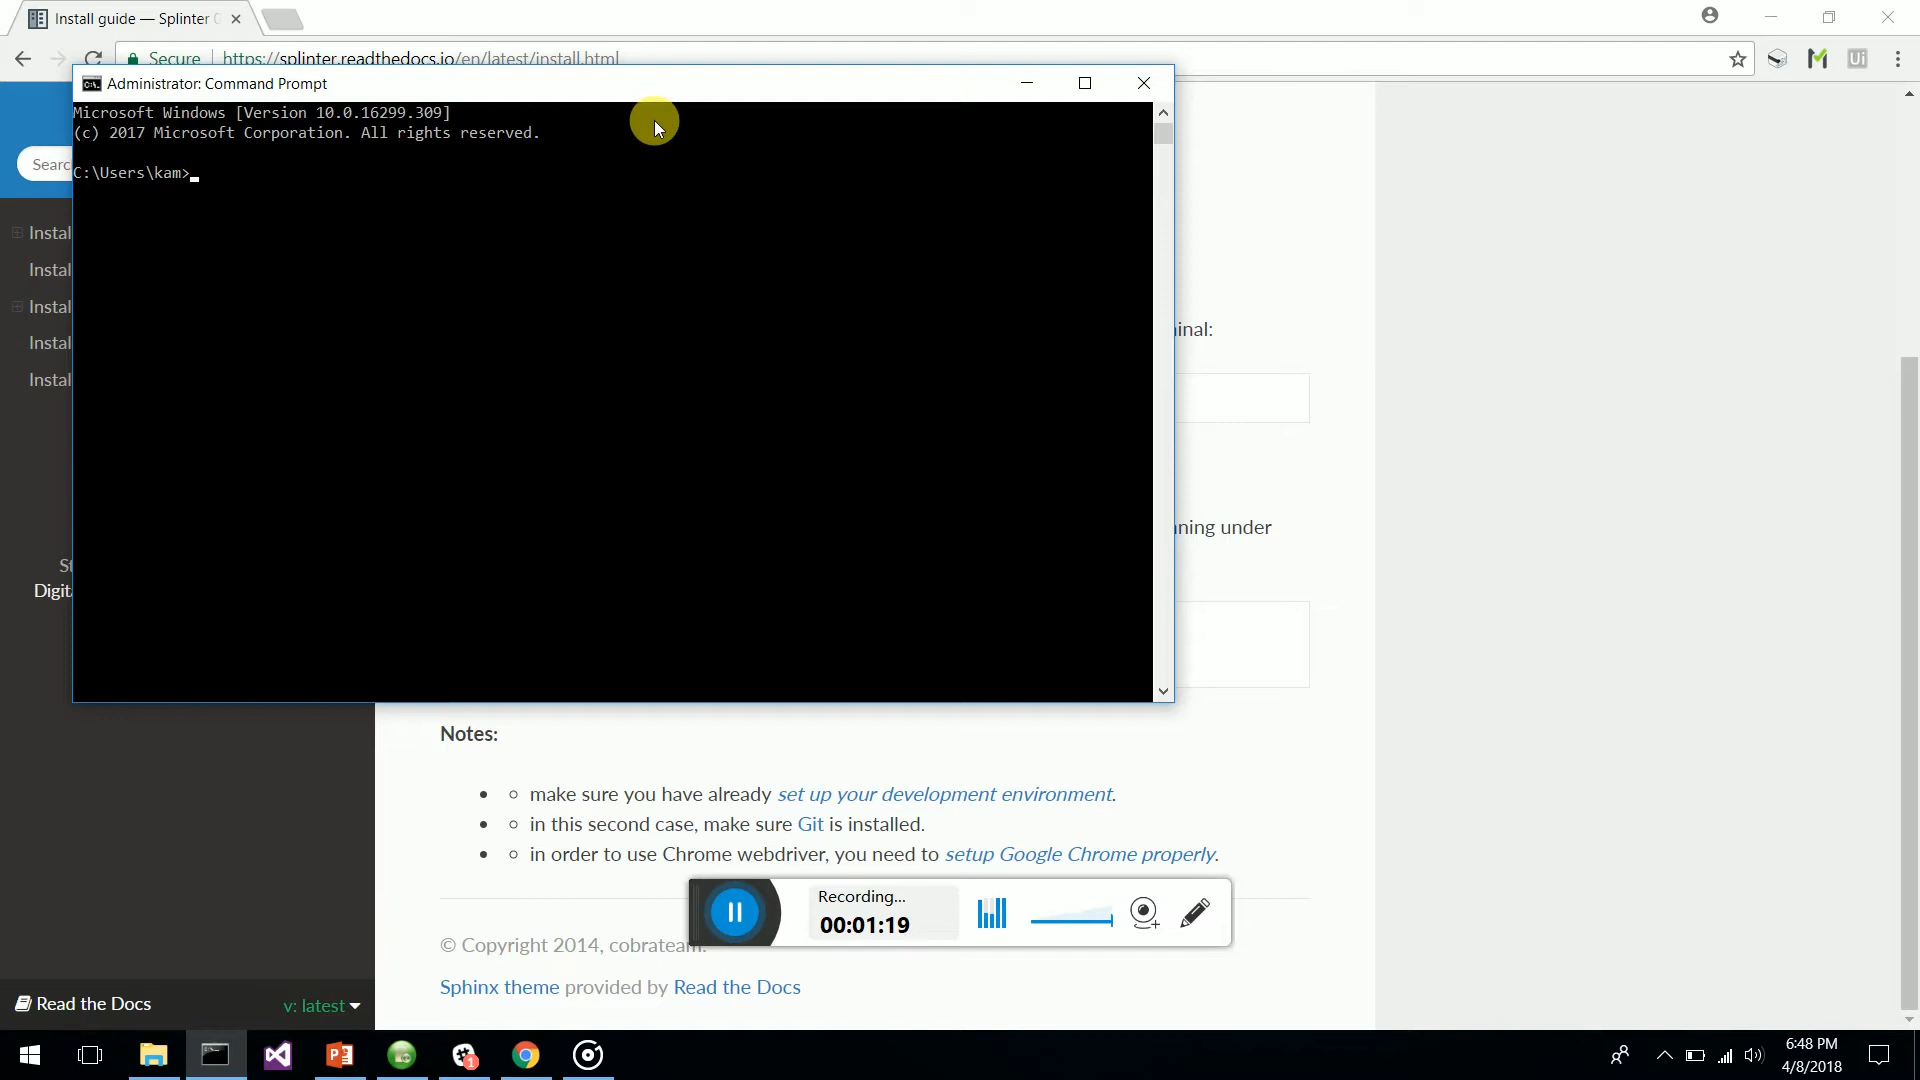 Install guide — Splinter
Secure
https://splinter.readthedocs.io/en/latest/install.html
Administrator: Command Prompt
Microsoft Windows [Version 10.0.16299.309]
(c) 2017 Microsoft Corporation. All rights reserved.
C:\Users\kam>
Searc
Instal
Instal
Instal
Instal
Instal
inal:
nning under
St
Digit
Notes:
make sure you have already set up your development environment.
in this second case, make sure Git is installed.
in order to use Chrome webdriver, you need to setup Google Chrome properly.
Recording...
00:01:19
© Copyright 2014, cobrateam.
Sphinx theme provided by Read the Docs
Read the Docs
v: latest
1
6:48 PM
4/8/2018